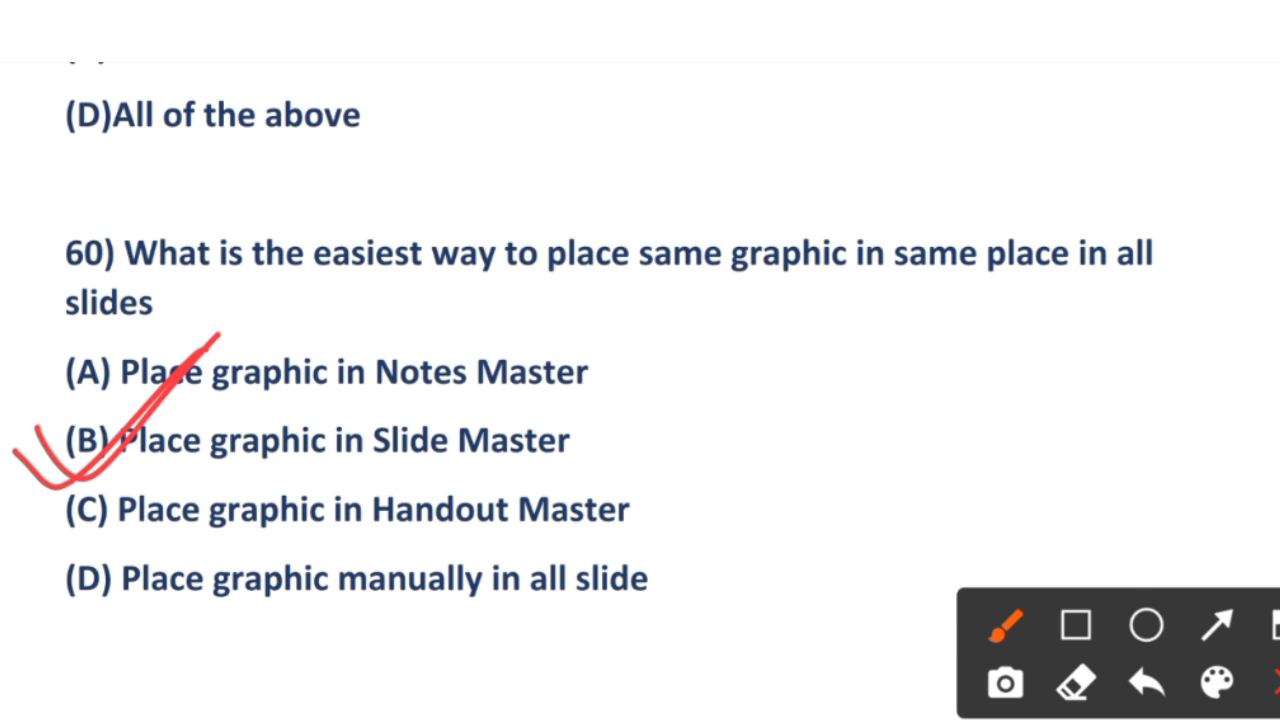 (D)All of the above
60) What is the easiest way to place same graphic in same place in all
slides
(A) Place graphic in Notes Master
(B) Place graphic in Slide Master
(C) Place graphic in Handout Master
(D) Place graphic manually in all slide